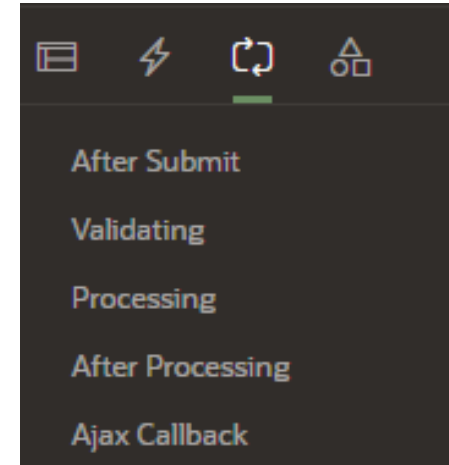 After Submit
Validating
Processing
After Processing
Ajax Callback